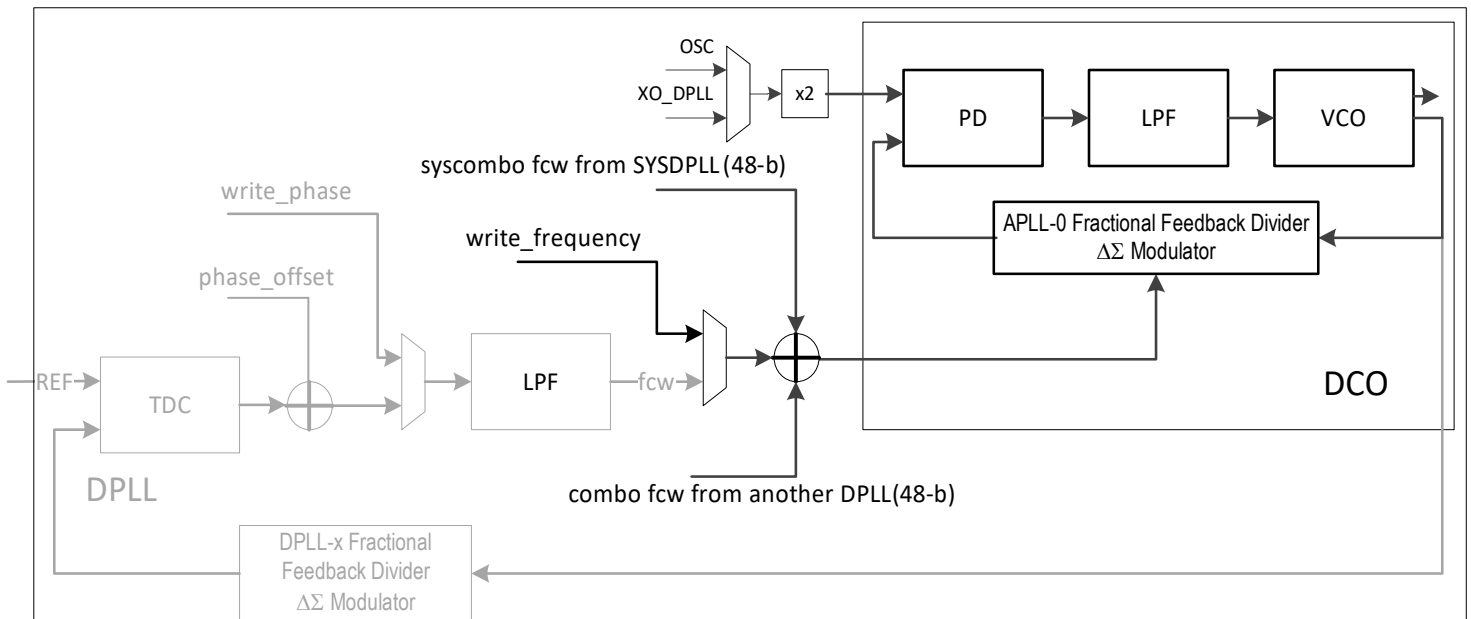 OSC
XO_DPLL
x2
PD
LPF
VCO
syscombo fcw from SYSDPLL(48-b)
write_phase
write_frequency
APLL-0 Fractional Feedback Divider
ΔΣ Modulator
phase_offset
REF
TDC
LPF
fcw
DCO
DPLL
combo fcw from another DPLL(48-b)
DPLL-x Fractional
Feedback Divider
ΔΣ Modulator